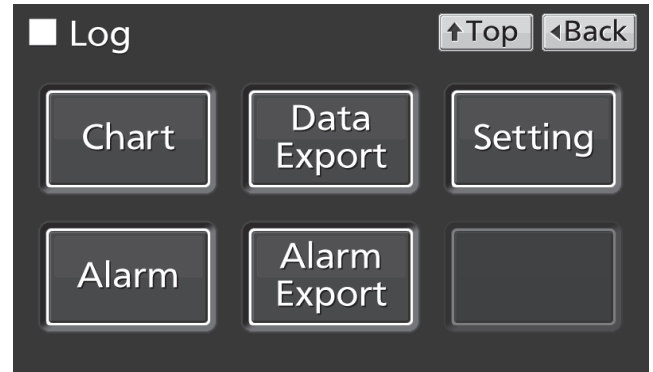 Log
↑Top
◂Back
Chart
Data
Export
Setting
Alarm
Alarm
Export